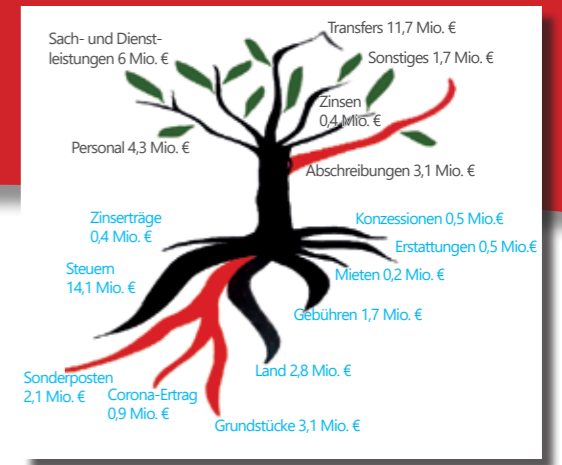 Transfers 11,7 Mio. €
Sach- und Dienst-
leistungen 6 Mio. €
Sonstiges 1,7 Mio. €
Zinsen
0,4 Mio. €
Personal 4,3 Mio. €
Abschreibungen 3,1 Mio. €
Zinserträge
0,4 Mio. €
Konzessionen 0,5 Mio.€
Erstattungen 0,5 Mio.€
Steuern
14,1 Mio. €
Mieten 0,2 Mio. €
Gebühren 1,7 Mio. €
Land 2,8 Mio. €
Sonderposten
2,1 Mio. €
Corona-Ertrag
0,9 Mio. €
Grundstücke 3,1 Mio. €